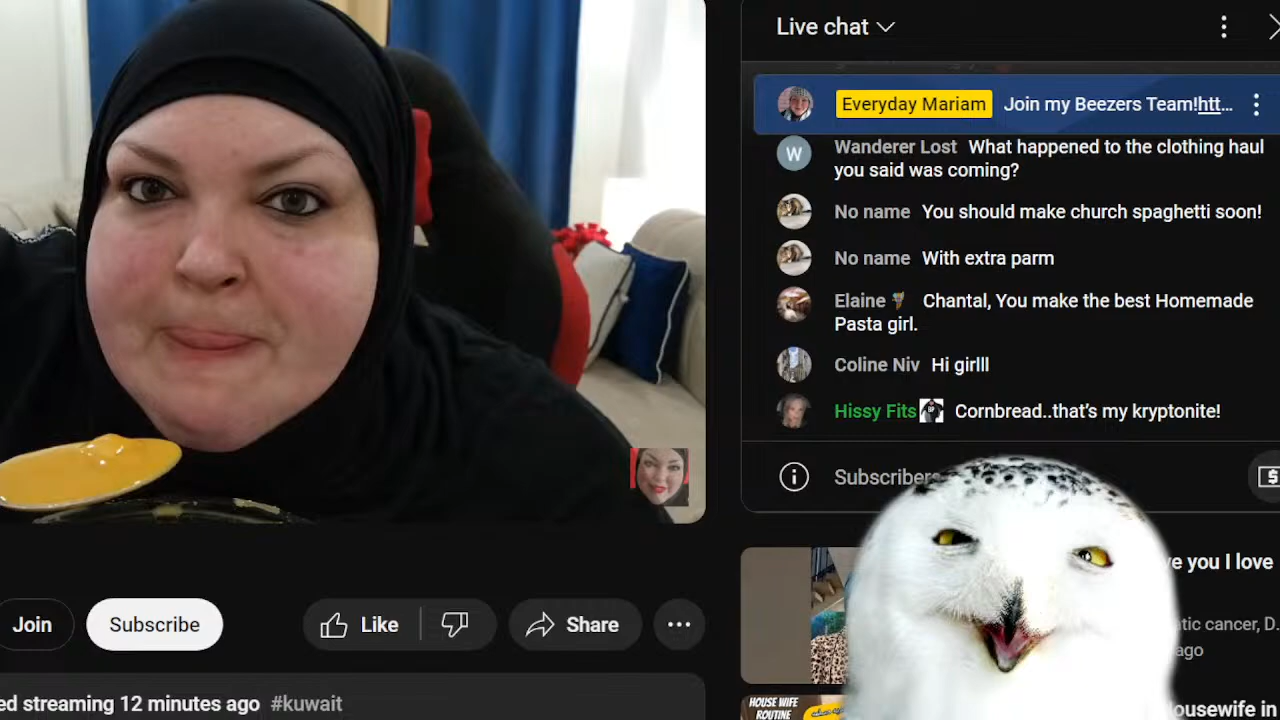 Live chat
Everyday Mariam Join my Beezers Team!htt...
Wanderer Lost What happened to the clothing haul
you said was coming?
No name You should make church spaghetti soon!
No name With extra parm
Elaine Chantal, You make the best Homemade
Pasta girl.
Coline Niv Hi girlll
Hissy Fits Cornbread..that's my kryptonite!
Subscribers
Join
Subscribe
Like
Share
ve you I love
tic cancer, D.
ago
ed streaming 12 minutes ago #kuwait
HOUSE WIFE
ROUTINE
ousewife in